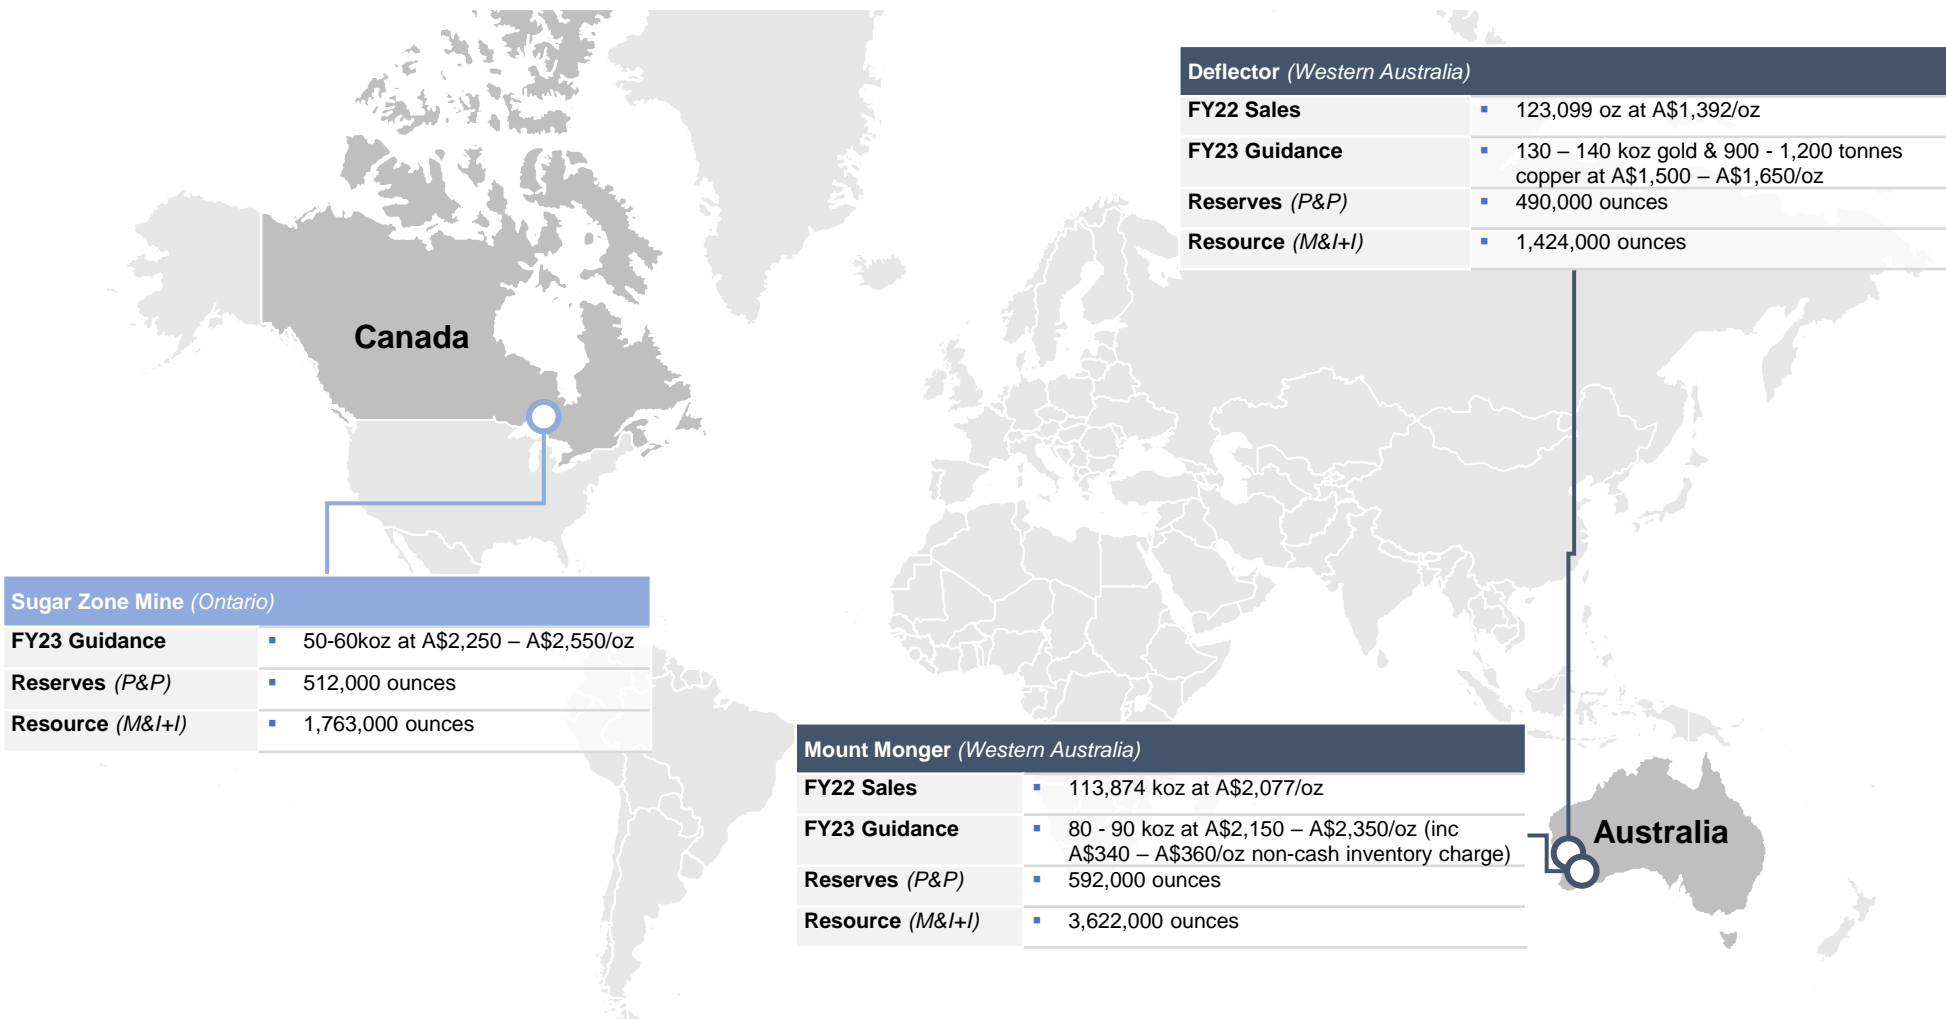 Deflector (Western Australia)
FY22 Sales
▪ 123,099 oz at A$1,392/oz
FY23 Guidance
▪ 130 – 140 koz gold & 900 - 1,200 tonnes
copper at A$1,500 – A$1,650/oz
Reserves (P&P)
▪ 490,000 ounces
Resource (M&I+I)
▪ 1,424,000 ounces
Canada
Sugar Zone Mine (Ontario)
FY23 Guidance
▪ 50-60koz at A$2,250 – A$2,550/oz
Reserves (P&P)
▪ 512,000 ounces
Resource (M&I+I)
▪ 1,763,000 ounces
Mount Monger (Western Australia)
FY22 Sales
▪ 113,874 koz at A$2,077/oz
FY23 Guidance
▪ 80 - 90 koz at A$2,150 – A$2,350/oz (inc
A$340 – A$360/oz non-cash inventory charge)
Reserves (P&P)
▪ 592,000 ounces
Resource (M&I+I)
▪ 3,622,000 ounces
Australia